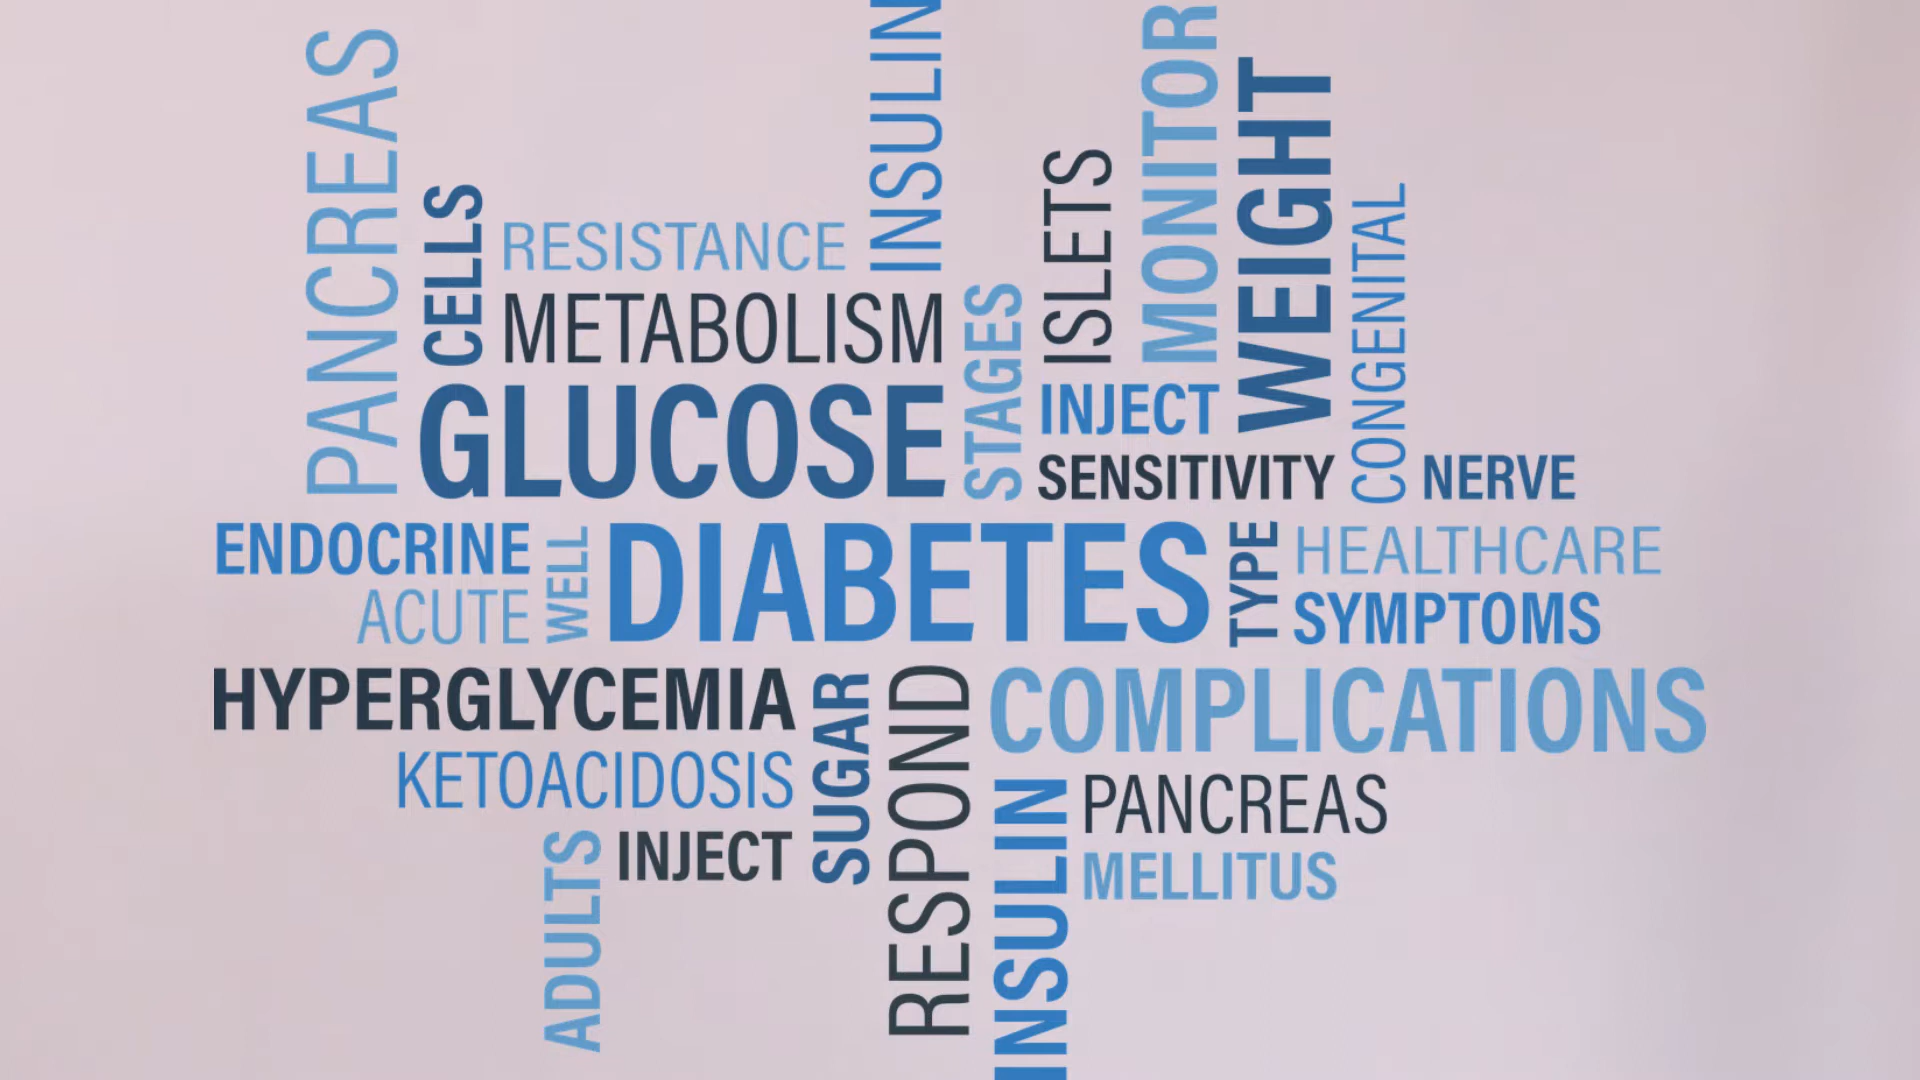 PANCREAS
CELLS
RESISTANCE
INSULIN
METABOLISM
GLUCOSE
STAGES
ISLETS
MONITOR
WEIGHT
CONGENITAL
INJECT
SENSITIVITY
NERVE
ENDOCRINE
ACUTE
WELL
DIABETES
TYPE
HEALTHCARE
SYMPTOMS
HYPERGLYCEMIA
KETOACIDOSIS
SUGAR
RESPOND
COMPLICATIONS
INSULIN
PANCREAS
MELLITUS
ADULTS
INJECT